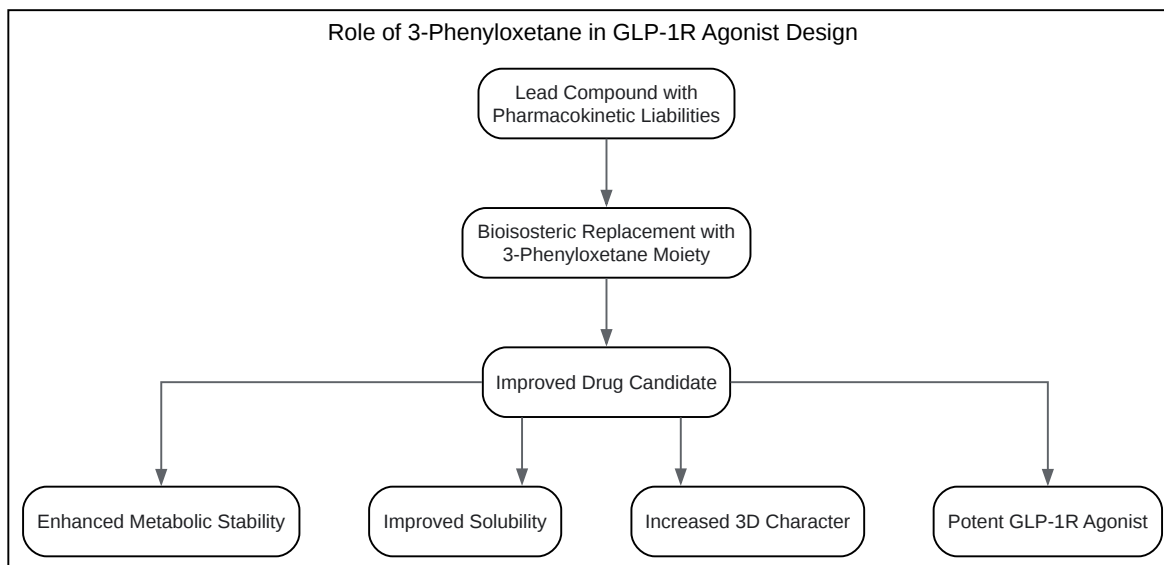 Role of 3-Phenyloxetane in GLP-1R Agonist Design
Lead Compound with
Pharmacokinetic Liabilities
Bioisosteric Replacement with
3-Phenyloxetane Moiety
Improved Drug Candidate
Enhanced Metabolic Stability
Improved Solubility
Increased 3D Character
Potent GLP-1R Agonist